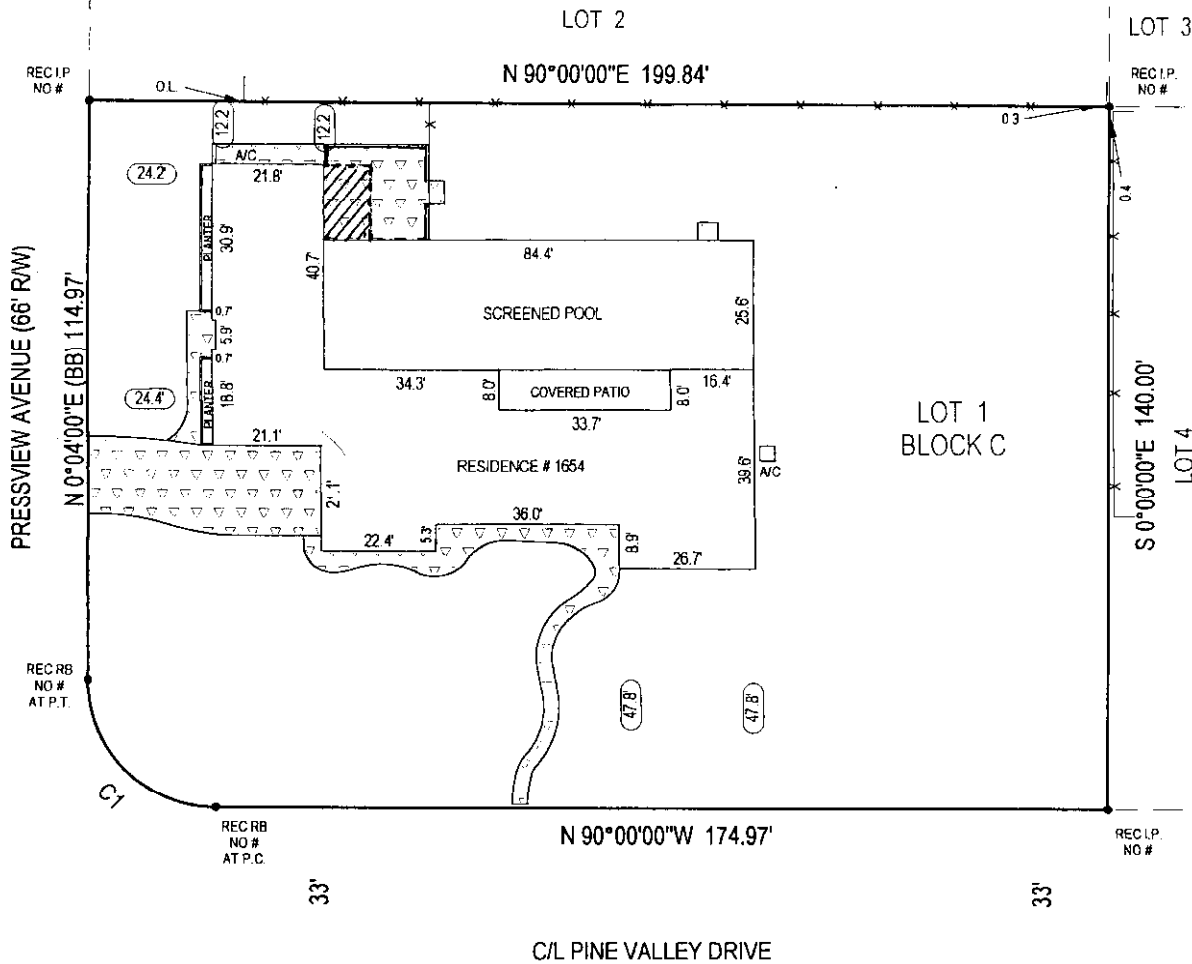 LOT 2
LOT 3
REC I.P.
NO #
O.L.
N 90°00'00"E 199.84'
REC I.P.
NO #
12.2
12.2
0.3
0.4
A/C
24.2'
21.8'
PLANTER
30.9'
40.7'
84.4'
SCREENED POOL
25.6'
PRESSVIEW AVENUE (66' R/W)
N 0°04'00"E (BB) 114.97'
0.7'
5.9'
0.7'
34.3'
8.0'
COVERED PATIO
8.0'
16.4'
33.7'
24.4'
PLANTER
18.8'
21.1'
RESIDENCE # 1654
39.6'
A/C
LOT 1
BLOCK C
S 0°00'00"E 140.00'
LOT 4
2'.1'
22.4'
5.3'
36.0'
8.9'
26.7'
REC RB
NO #
AT P.T.
47.8'
47.8'
C1
REC RB
NO #
AT P.C.
N 90°00'00"W 174.97'
REC I.P.
NO #
33'
33'
C/L PINE VALLEY DRIVE